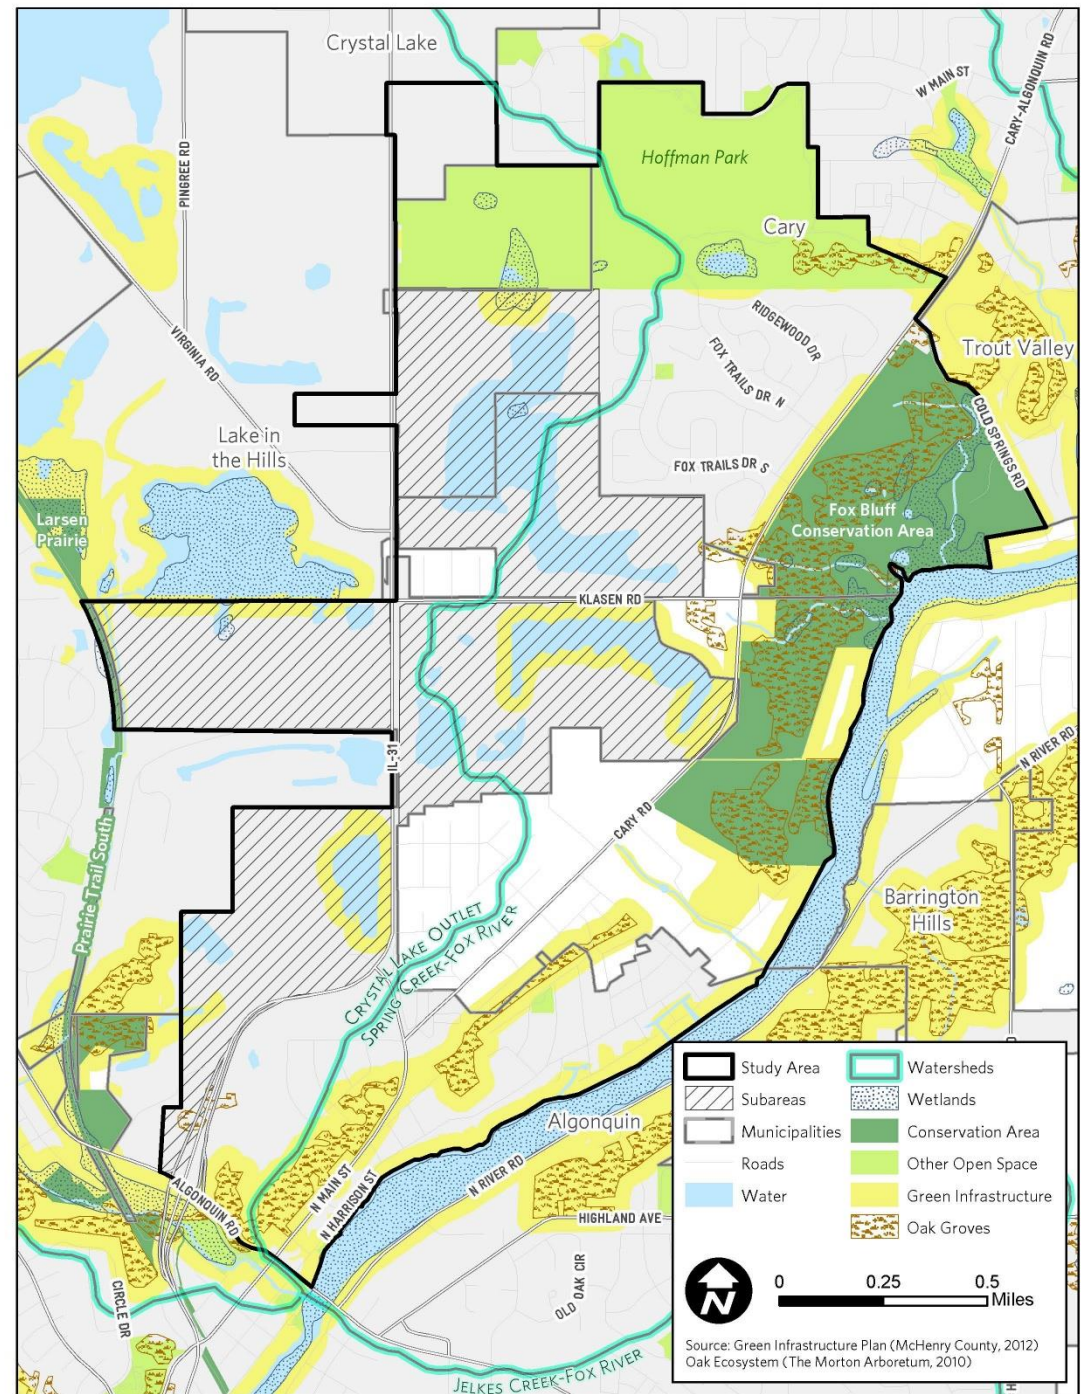 Crystal Lake
W MAIN ST
CARY-ALGONQUIN RD
PINGREE RD
Hoffman Park
Cary
VIRGINIA RD
RIDGEWOOD DR
FOX TRAILS DR N
Trout Valley
COLD SPRINGS RD
Lake in
the Hills
FOX TRAILS DR S
Larsen
Prairie
Fox Bluff
Conservation Area
KLASEN RD
IL-31
N RIVER RD
CARY RD
Prairie Trail South
Barrington
Hills
CRYSTAL LAKE OUTLET
SPRING CREEK-FOX RIVER
Algonquin
N RIVER RD
ALGONQUIN RD
N MAIN ST
N HARRISON ST
HIGHLAND AVE
CIRCLE DR
OLD OAK CIR
JELKES CREEK-FOX RIVER
Study Area
Subareas
Municipalities
Roads
Water
Watersheds
Wetlands
Conservation Area
Other Open Space
Green Infrastructure
Oak Groves
N
0 0.25 0.5
Miles
Source: Green Infrastructure Plan (McHenry County, 2012)
Oak Ecosystem (The Morton Arboretum, 2010)